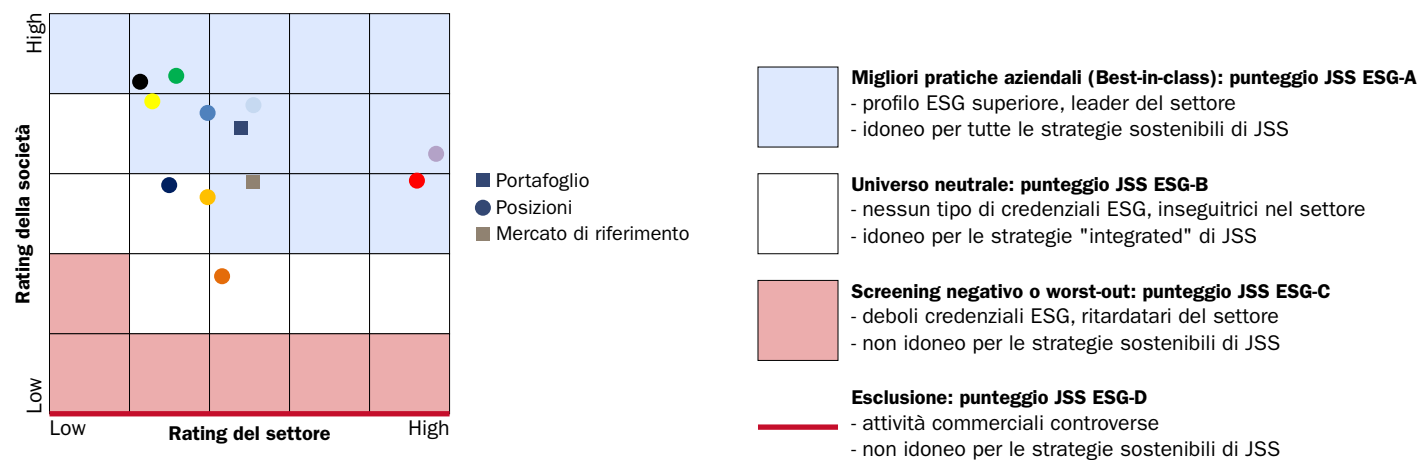 High
Rating della società
Low
Low
Rating del settore
High
Portafoglio
Posizioni
Mercato di riferimento
Migliori pratiche aziendali (Best-in-class): punteggio JSS ESG-A
- profilo ESG superiore, leader del settore
- idoneo per tutte le strategie sostenibili di JSS
Universo neutrale: punteggio JSS ESG-B
- nessun tipo di credenziali ESG, inseguitrici nel settore
- idoneo per le strategie "integrated" di JSS
Screening negativo o worst-out: punteggio JSS ESG-C
- deboli credenziali ESG, ritardatari del settore
- non idoneo per le strategie sostenibili di JSS
Esclusione: punteggio JSS ESG-D
- attività commerciali controverse
- non idoneo per le strategie sostenibili di JSS